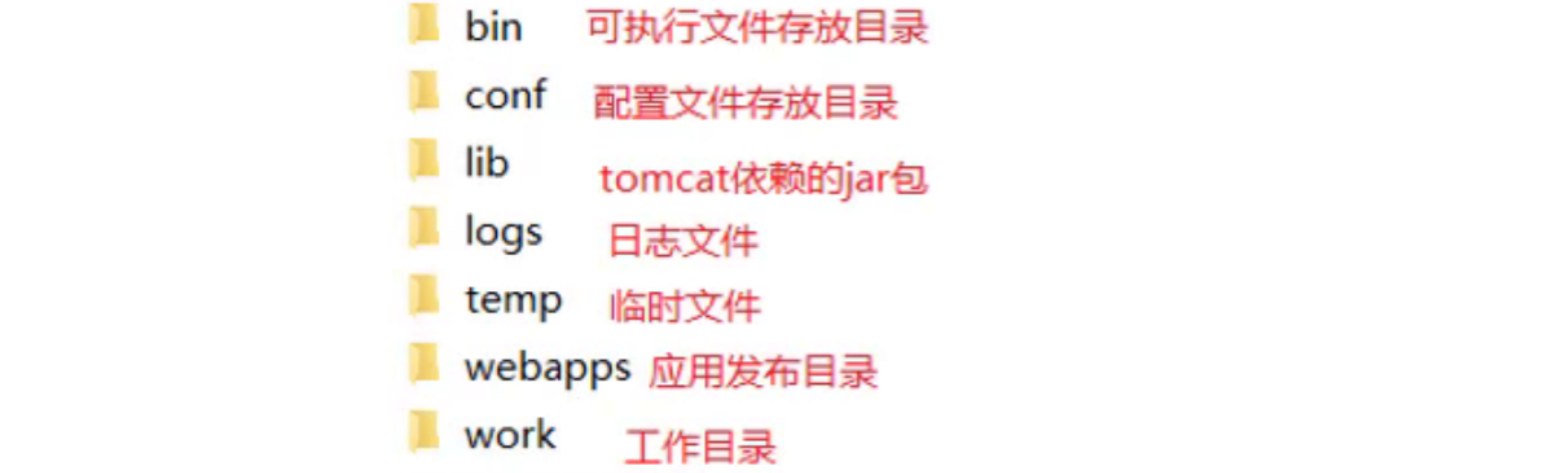 bin 可执行文件存放目录
conf 配置文件存放目录
lib tomcat依赖的jar包
logs 日志文件
temp 临时文件
webapps 应用发布目录
work 工作目录